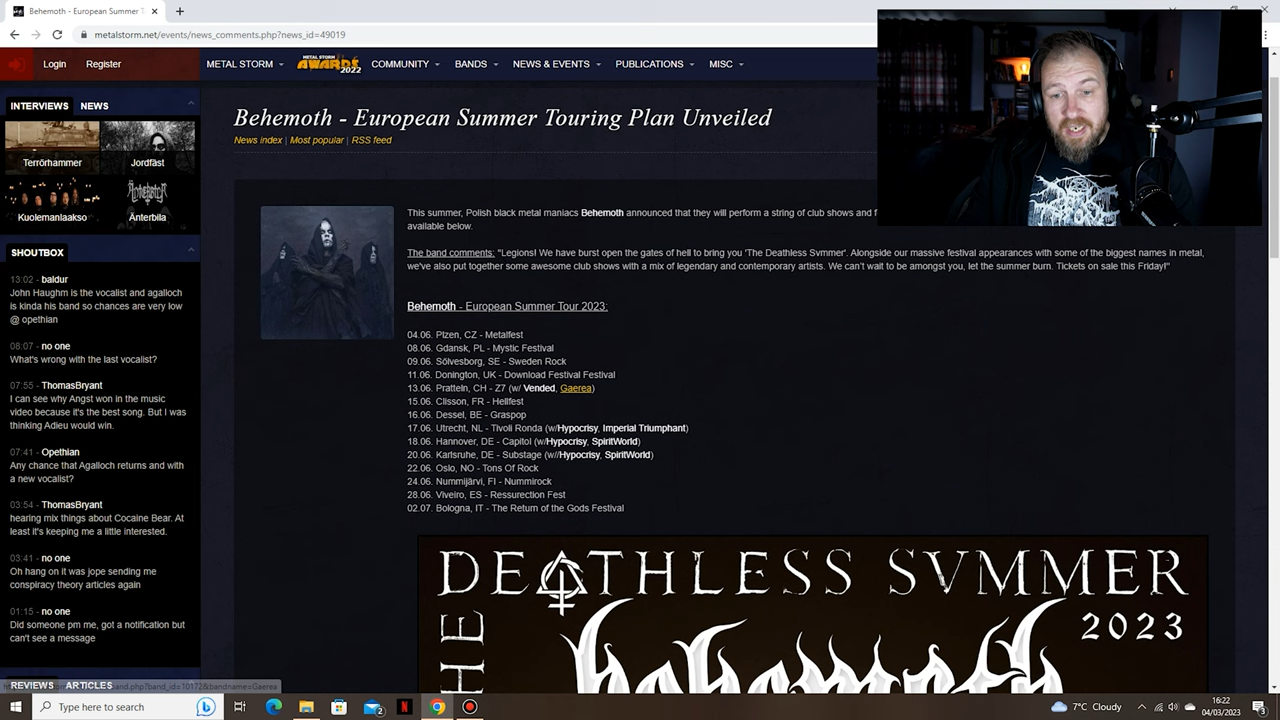 Behemoth - European Summer T
metalstorm.net/events/news_comments.php?news_id=49019
Login Register
METAL STORM METAL STORM AWARDS 2022 COMMUNITY BANDS NEWS & EVENTS PUBLICATIONS MISC
INTERVIEWS NEWS
Terrörhammer Jordfäst
Kuolemanlaakso Änterbila
SHOUTBOX
13:02 - baldur
John Haughm is the vocalist and agalloch
is kinda his band so chances are very low
@ opethian
08:07 - no one
What's wrong with the last vocalist?
07:55 - ThomasBryant
I can see why Angst won in the music
video because it's the best song. But I was
thinking Adieu would win.
07:41 - Opethian
Any chance that Agalloch returns and with
a new vocalist?
03:54 - ThomasBryant
hearing mix things about Cocaine Bear. At
least it's keeping me a little interested.
03:41 - no one
Oh hang on it was jope sending me
conspiracy theory articles again
01:15 - no one
Did someone pm me, got a notification but
can't see a message
REVIEWS ARTICLES
Behemoth - European Summer Touring Plan Unveiled
News index | Most popular | RSS feed
This summer, Polish black metal maniacs Behemoth announced that they will perform a string of club shows and f
available below.
The band comments: "Legions! We have burst open the gates of hell to bring you 'The Deathless Svmmer'. Alongside our massive festival appearances with some of the biggest names in metal,
we've also put together some awesome club shows with a mix of legendary and contemporary artists. We can't wait to be amongst you, let the summer burn. Tickets on sale this Friday!"
Behemoth - European Summer Tour 2023:
04.06. Plzen, CZ - Metalfest
08.06. Gdansk, PL - Mystic Festival
09.06. Sölvesborg, SE - Sweden Rock
11.06. Donington, UK - Download Festival Festival
13.06. Pratteln, CH - Z7 (w/ Vended, Gaerea)
15.06. Clisson, FR - Hellfest
16.06. Dessel, BE - Graspop
17.06. Utrecht, NL - Tivoli Ronda (w/Hypocrisy, Imperial Triumphant)
18.06. Hannover, DE - Capitol (w/Hypocrisy, SpiritWorld)
20.06. Karlsruhe, DE - Substage (w//Hypocrisy, SpiritWorld)
22.06. Oslo, NO - Tons Of Rock
24.06. Nummijärvi, FI - Nummirock
28.06. Viveiro, ES - Ressurection Fest
02.07. Bologna, IT - The Return of the Gods Festival
THE DEATHLESS SVMMER
2023
behemoth
band.php?band_id=10172&bandname=Gaerea
Type here to search
7°C Cloudy
16:22
04/03/2023